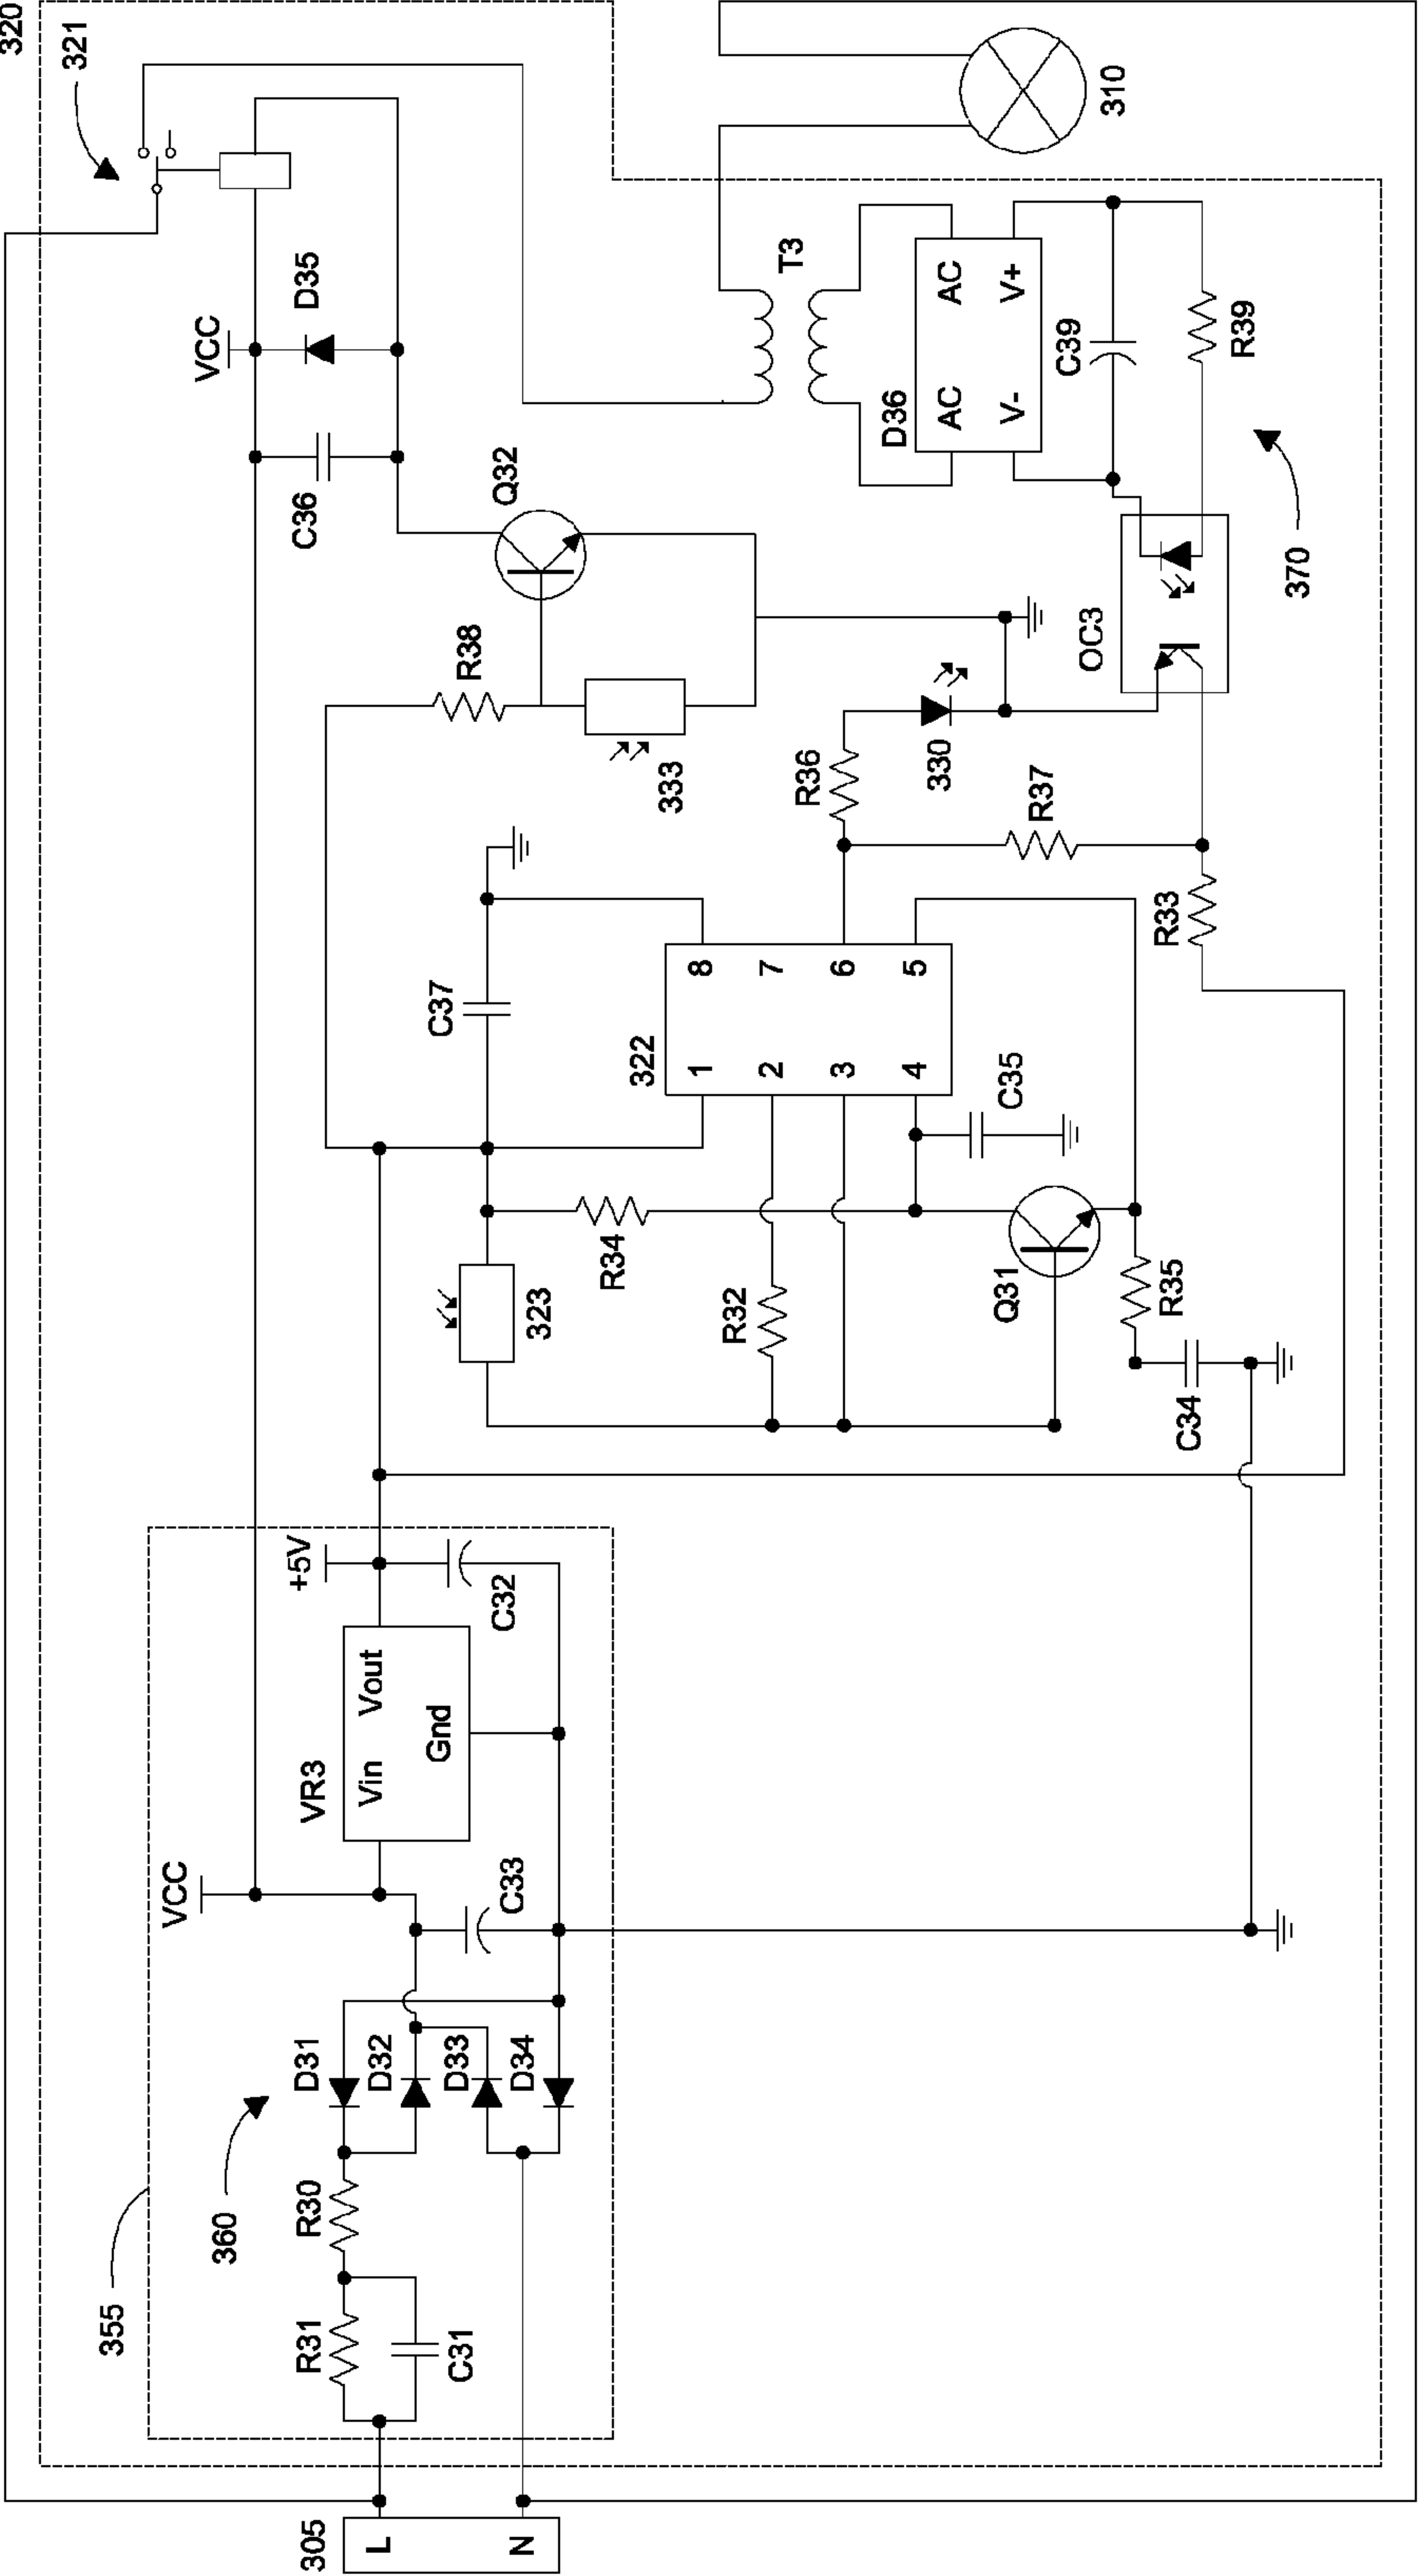 320
321
VCC
D35
C36
Q32
R38
333
310
T3
D36
AC AC
V- V+
C39
R39
370
OC3
330
R36
R37
R33
C37
322
1 8
2 7
3 6
4 5
C35
323
R34
R32
Q31
R35
C34
355
360
VCC
+5V
VR3
Vin Vout
Gnd
C32
C33
D31
D32
D33
D34
R30
R31
C31
305
L
N